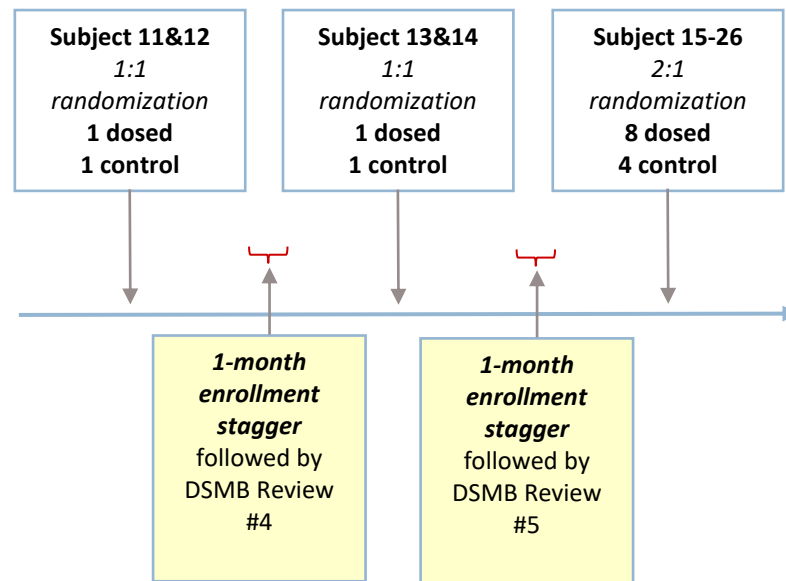 Subject 11&12
1:1
randomization
1 dosed
1 control
Subject 13&14
1:1
randomization
1 dosed
1 control
Subject 15-26
2:1
randomization
8 dosed
4 control
1-month
enrollment
stagger
followed by
DSMB Review
#4
1-month
enrollment
stagger
followed by
DSMB Review
#5